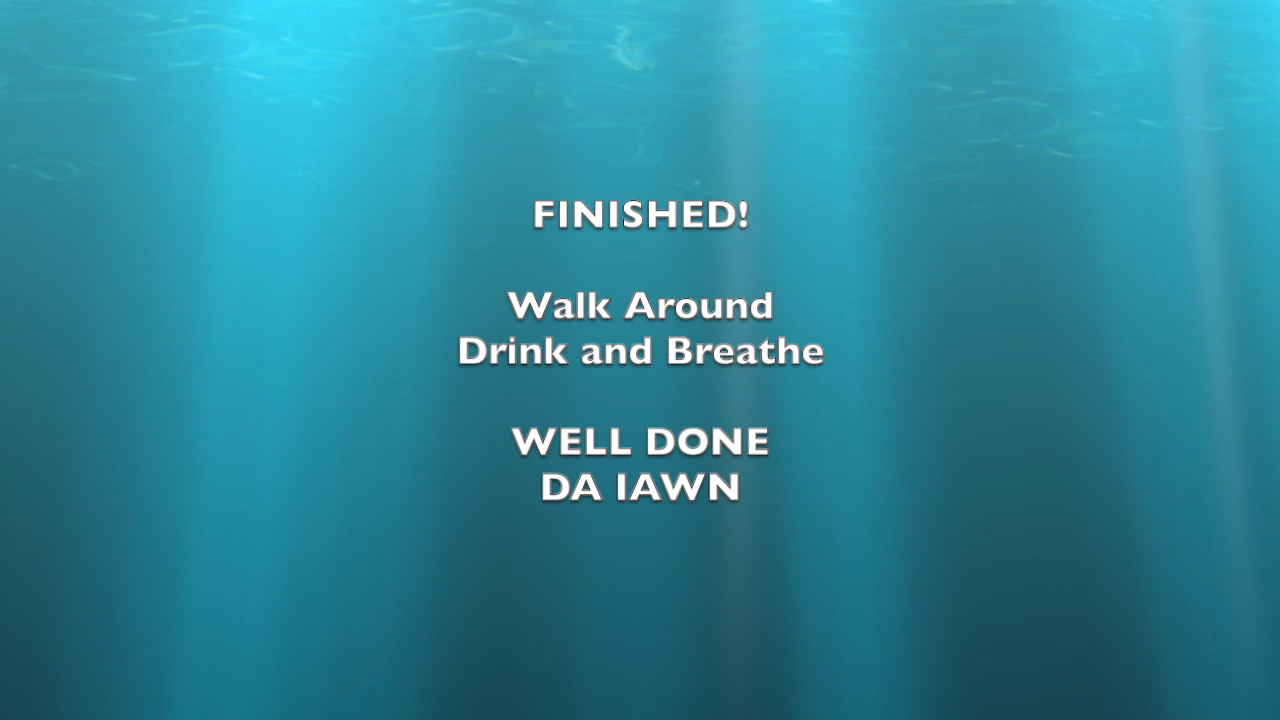 FINISHED!
Walk Around
Drink and Breathe
WELL DONE
DA IAWN